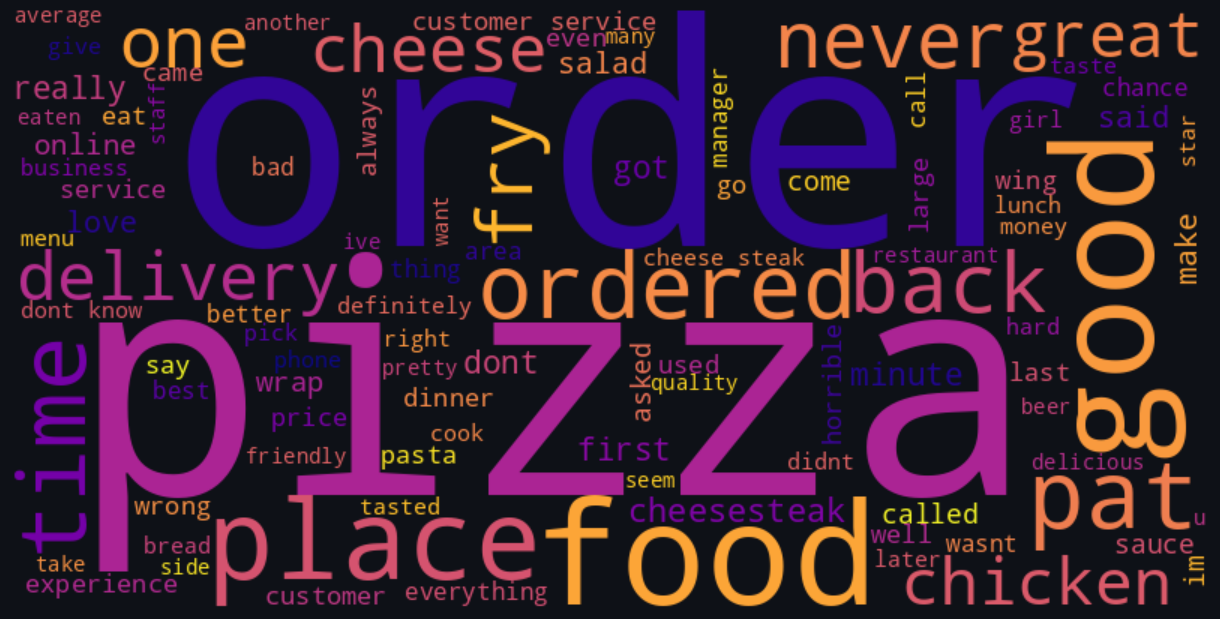 average
another
customer service
one
cheese
even
many
never
great
give
came
salad
taste
really
staff
order
chance
eaten
eat
always
fry
manager
call
girl
said
star
online
business
bad
got
go
come
large
wing
service
lunch
good
love
want
money
make
menu
ive
area
delivery
thing
cheese steak
restaurant
ordered
back
dont know
better
definitely
pizza
pick
right
horrible
hard
time
say
phone
pretty
dont
asked
used
minute
last
best
wrap
quality
price
dinner
beer
cook
first
friendly
pasta
didnt
delicious
seem
pat
wrong
tasted
cheesesteak
called
u
place
food
bread
well
wasnt
sauce
take
side
later
im
experience
customer
everything
chicken